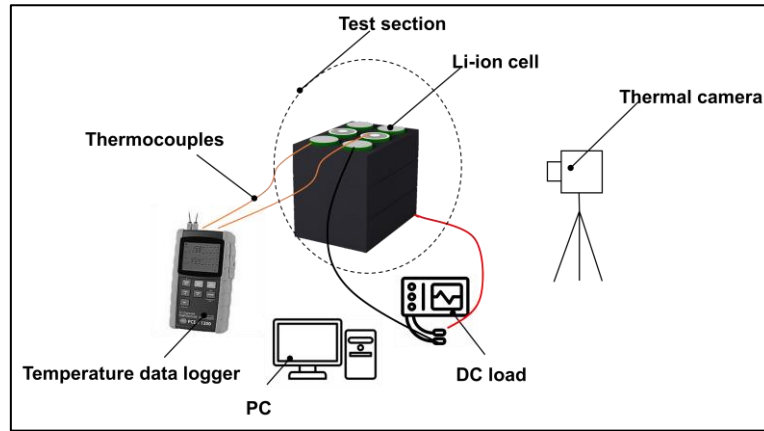 Test section
Li-ion cell
Thermal camera
Thermocouples
Temperature data logger
PC
DC load